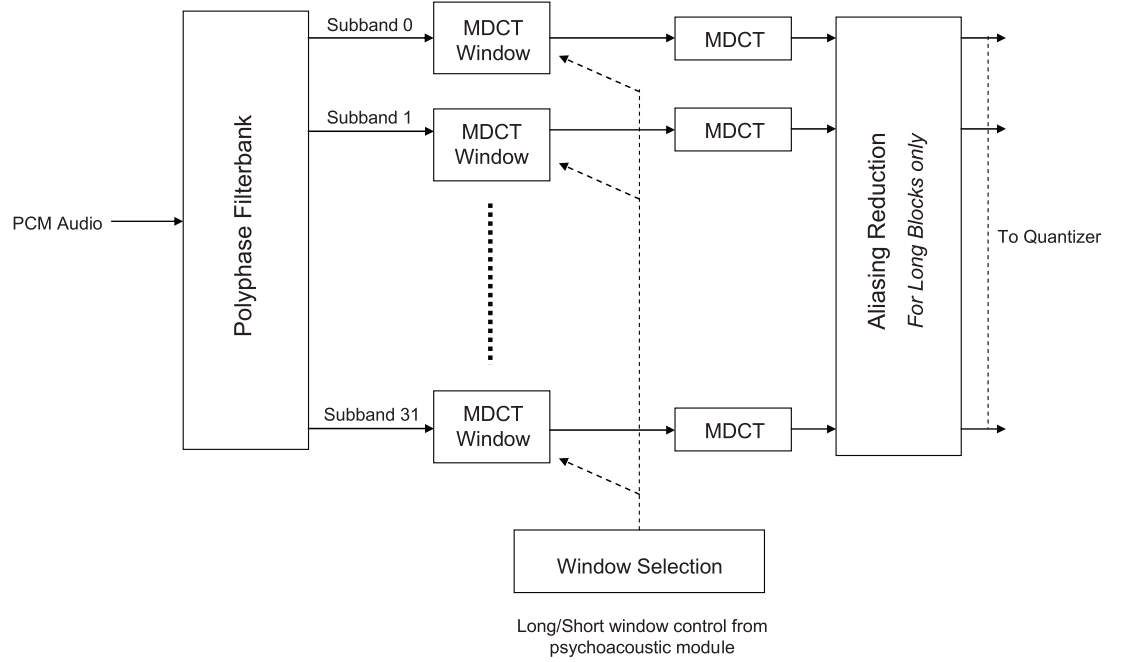 Subband 0
MDCT
Window
MDCT
Subband 1
MDCT
Window
MDCT
PCM Audio
Polyphase Filterbank
Aliasing Reduction
For Long Blocks only
To Quantizer
Subband 31
MDCT
Window
MDCT
Window Selection
Long/Short window control from
psychoacoustic module